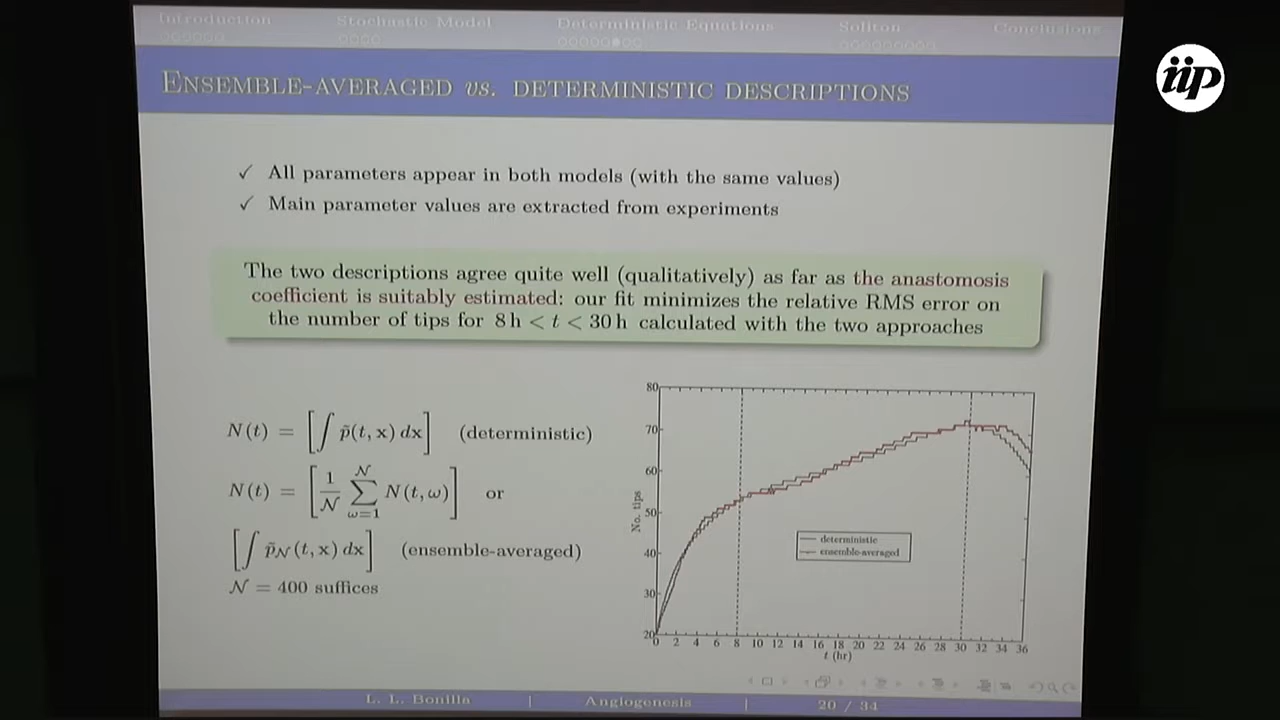 Introduction Stochastic Model Deterministic Equations Soliton Conclusions
iip
ENSEMBLE-AVERAGED vs. DETERMINISTIC DESCRIPTIONS
✓ All parameters appear in both models (with the same values)
✓ Main parameter values are extracted from experiments
The two descriptions agree quite well (qualitatively) as far as the anastomosis
coefficient is suitably estimated: our fit minimizes the relative RMS error on
the number of tips for 8 h < t < 30 h calculated with the two approaches
N(t) = [∫ p̃(t, x) dx] (deterministic)
N(t) = [1/𝒩 ∑_{ω=1}^{𝒩} N(t, ω)] or
[∫ p̃_𝒩(t, x) dx] (ensemble-averaged)
𝒩 = 400 suffices
80
70
60
50
40
30
20
No. tips
deterministic
ensemble-averaged
0 2 4 6 8 10 12 14 16 18 20 22 24 26 28 30 32 34 36
t (hr)
L. L. Bonilla | Angiogenesis | 20 / 34